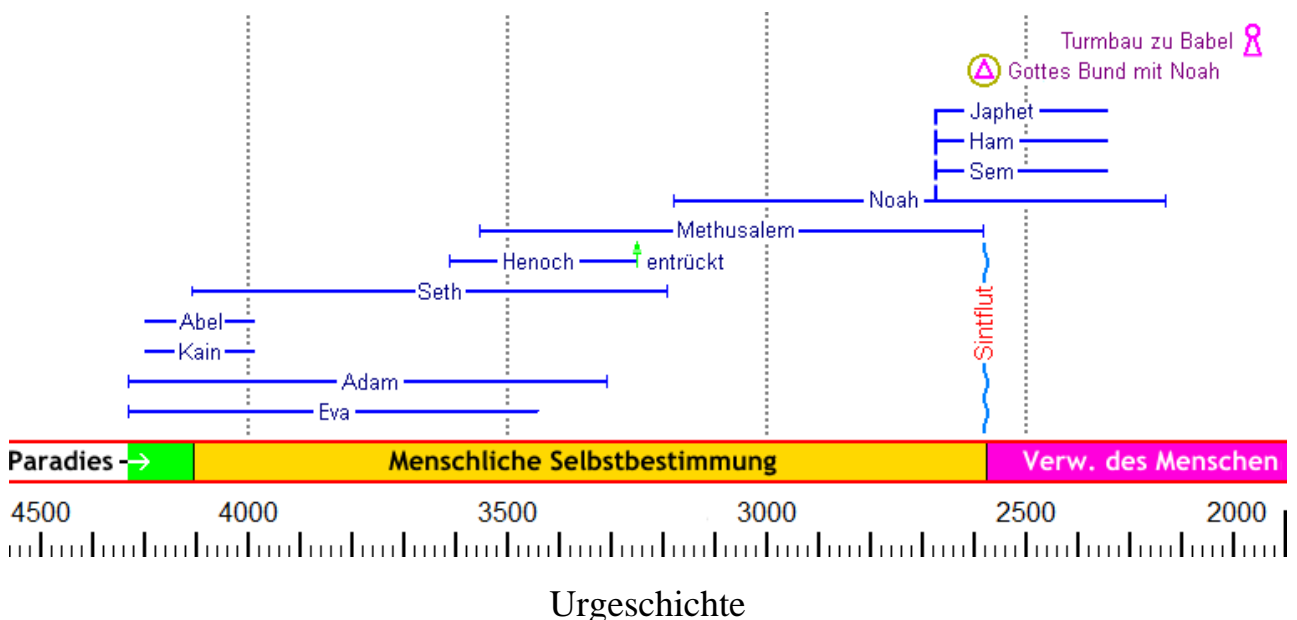 Turmbau zu Babel
Gottes Bund mit Noah
Japhet
Ham
Sem
Noah
Methusalem
Henoch entrückt
Seth
Abel
Kain
Adam
Eva
Sintflut
Paradies Menschliche Selbstbestimmung Verw. des Menschen
4500 4000 3500 3000 2500 2000
Urgeschichte